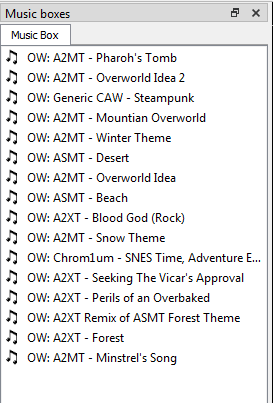 Music boxes
Music Box
OW: A2MT - Pharoh's Tomb
OW: A2MT - Overworld Idea 2
OW: Generic CAW - Steampunk
OW: A2MT - Mountian Overworld
OW: A2MT - Winter Theme
OW: ASMT - Desert
OW: A2MT - Overworld Idea
OW: ASMT - Beach
OW: A2XT - Blood God (Rock)
OW: A2MT - Snow Theme
OW: Chrom1um - SNES Time, Adventure E...
OW: A2XT - Seeking The Vicar's Approval
OW: A2XT - Perils of an Overbaked
OW: A2XT Remix of ASMT Forest Theme
OW: A2XT - Forest
OW: A2MT - Minstrel's Song